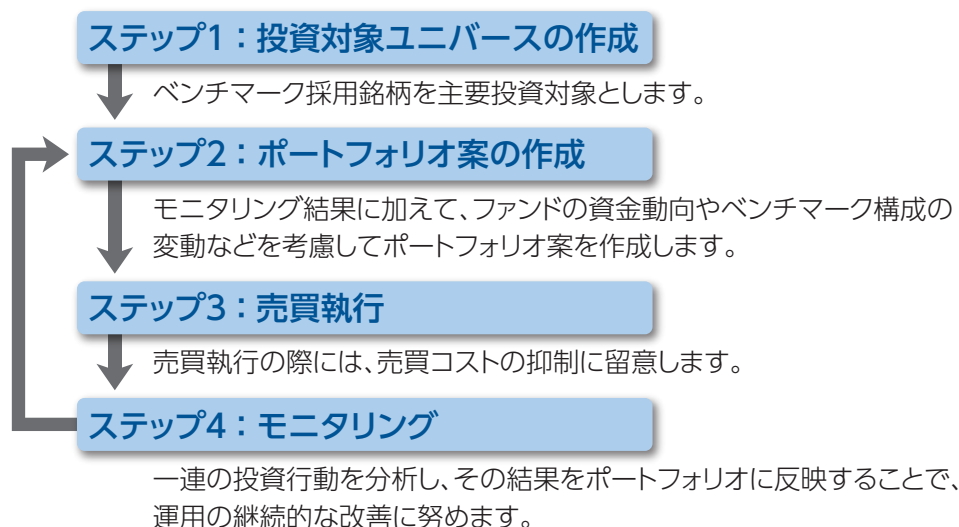 ステップ1：投資対象ユニバースの作成
ベンチマーク採用銘柄を主要投資対象とします。
ステップ2：ポートフォリオ案の作成
モニタリング結果に加えて、ファンドの資金動向やベンチマーク構成の
変動などを考慮してポートフォリオ案を作成します。
ステップ3：売買執行
売買執行の際には、売買コストの抑制に留意します。
ステップ4：モニタリング
一連の投資行動を分析し、その結果をポートフォリオに反映することで、
運用の継続的な改善に努めます。